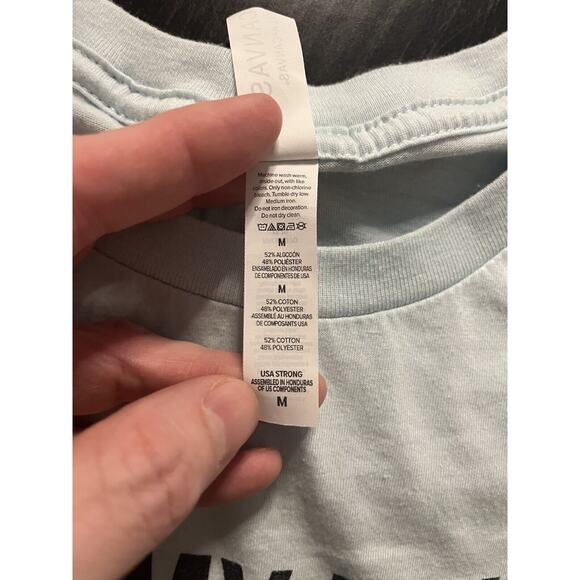 CANVAS
Machine wash warm,
inside out, with like
colors. Only non-chlorine
bleach. Tumble dry low
Medium iron.
Do not iron decoration.
Do not dry clean.
M
52% ALGODÓN
48% POLIÉSTER
ENSAMBLADO EN HONDURAS
DE COMPONENTES DE USA
M
52% COTON
48% POLYESTER
ASSEMBLÉ AU HONDURAS
DE COMPOSANTS USA
52% COTTON
48% POLYESTER
USA STRONG
ASSEMBLED IN HONDURAS
OF US COMPONENTS
M